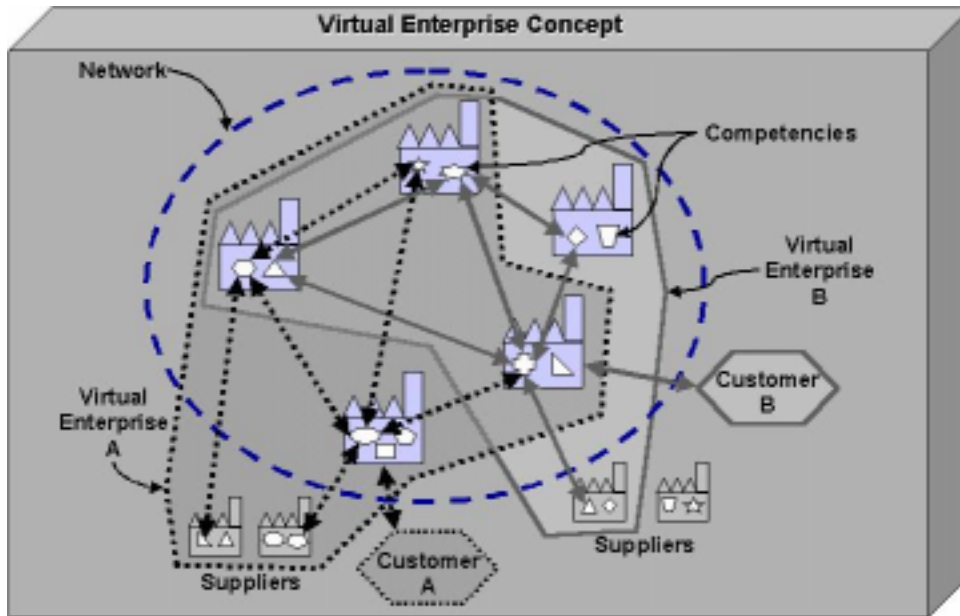 Virtual Enterprise Concept
Network
Competencies
Virtual
Enterprise
B
Customer
B
Virtual
Enterprise
A
Suppliers
Customer
A
Suppliers